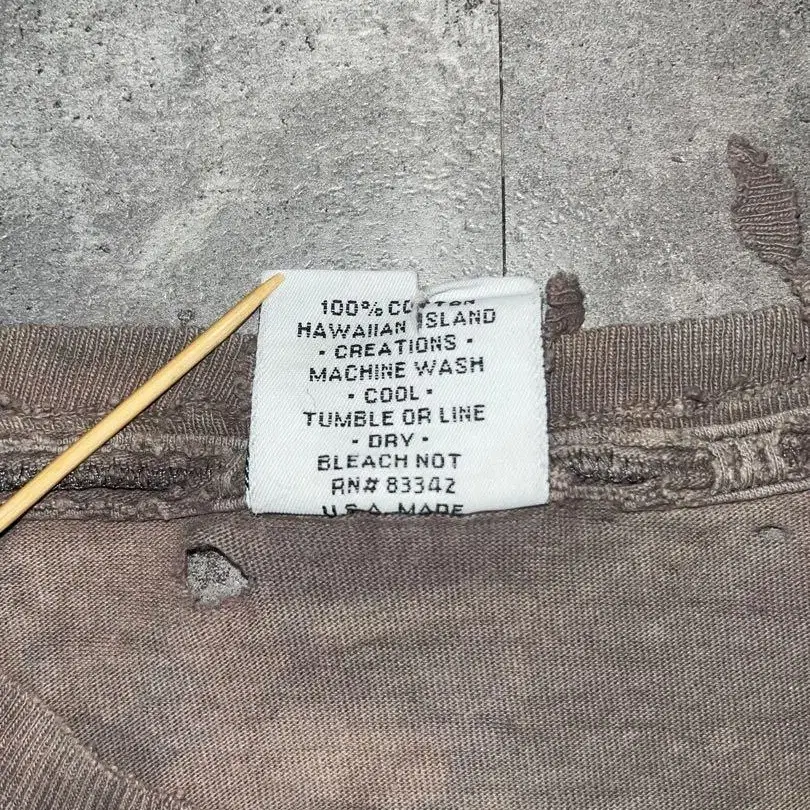 100% COTTON
HAWAIIAN ISLAND
- CREATIONS -
MACHINE WASH
- COOL -
TUMBLE OR LINE
- DRY -
BLEACH NOT
RN# 83342
U.S.A. MADE